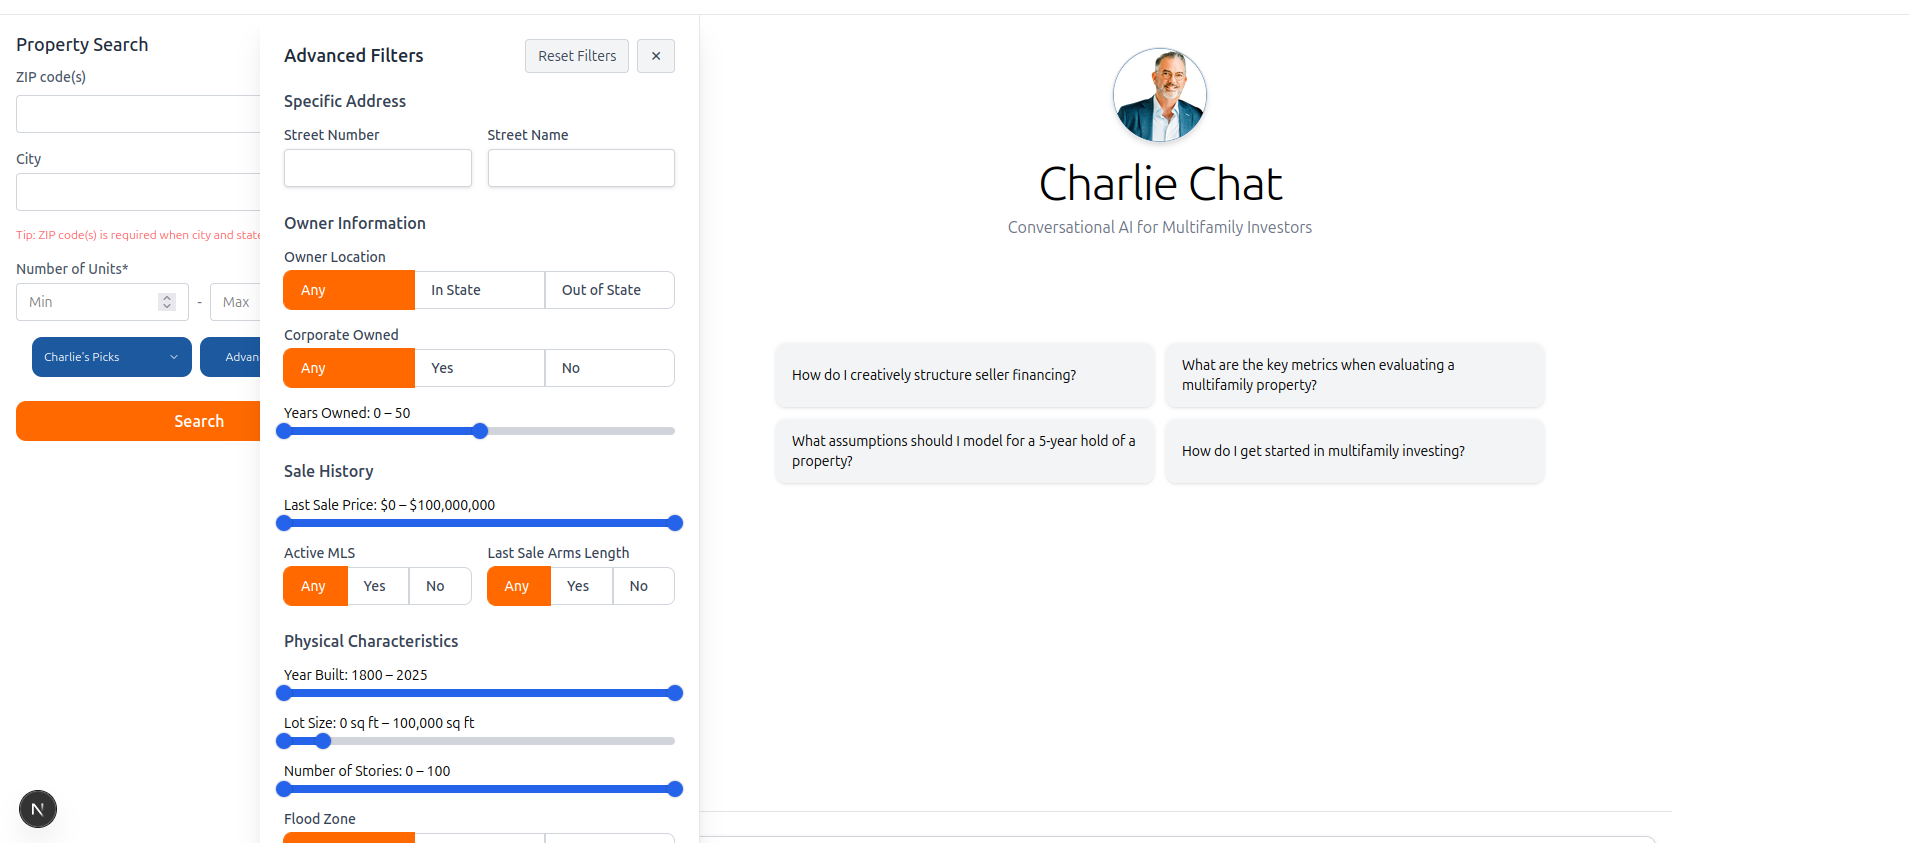 Property Search
ZIP code(s)
City
Tip: ZIP code(s) is required when city and state
Number of Units*
Min
-
Max
Charlie's Picks
Advan
Search
Advanced Filters
Reset Filters
×
Specific Address
Street Number
Street Name
Owner Information
Owner Location
Any
In State
Out of State
Corporate Owned
Any
Yes
No
Years Owned: 0 – 50
Sale History
Last Sale Price: $0 – $100,000,000
Active MLS
Last Sale Arms Length
Any
Yes
No
Any
Yes
No
Physical Characteristics
Year Built: 1800 – 2025
Lot Size: 0 sq ft – 100,000 sq ft
Number of Stories: 0 – 100
Flood Zone
N
Charlie Chat
Conversational AI for Multifamily Investors
How do I creatively structure seller financing?
What are the key metrics when evaluating a
multifamily property?
What assumptions should I model for a 5-year hold of a
property?
How do I get started in multifamily investing?